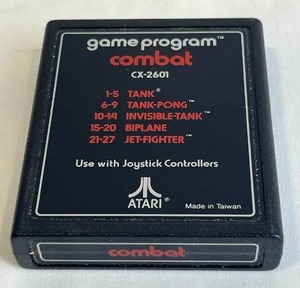 game program™
combat
CX-2601
1-5 TANK®
6-9 TANK-PONG™
10-14 INVISIBLE-TANK™
15-20 BIPLANE
21-27 JET-FIGHTER™
Use with Joystick Controllers
ATARI®
Made in Taiwan
combat